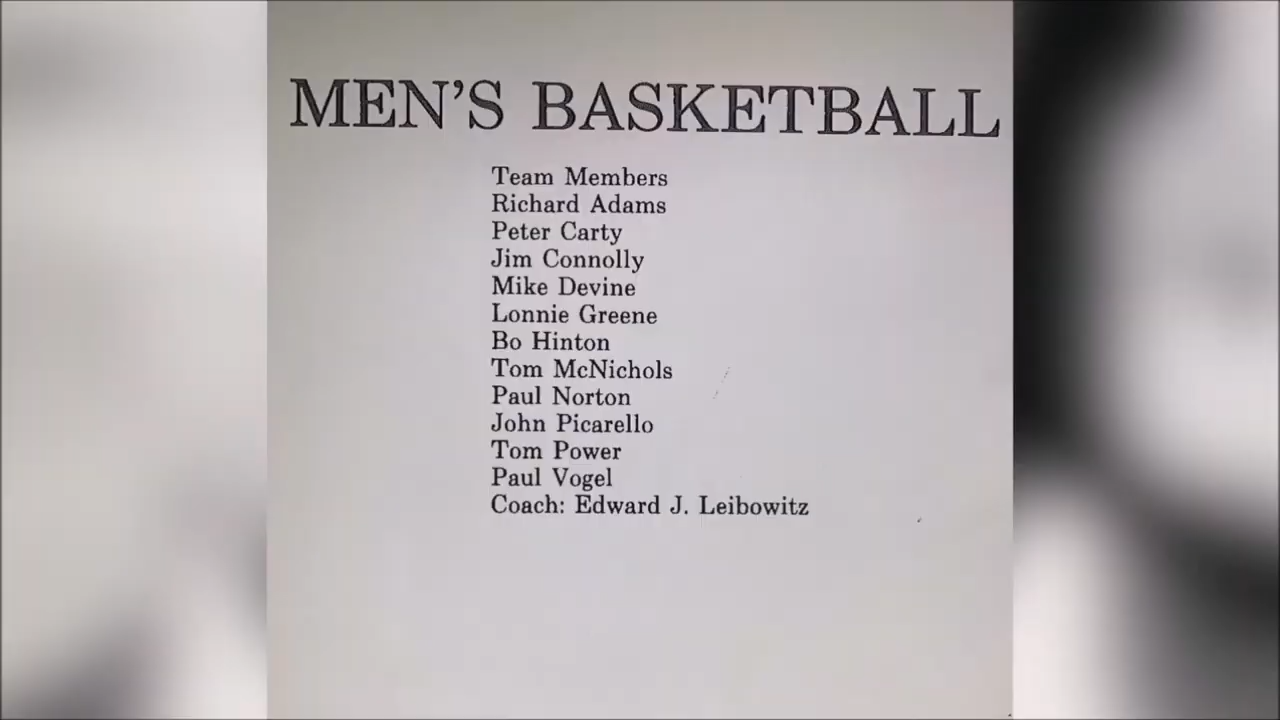 MEN'S BASKETBALL
Team Members
Richard Adams
Peter Carty
Jim Connolly
Mike Devine
Lonnie Greene
Bo Hinton
Tom McNichols
Paul Norton
John Picarello
Tom Power
Paul Vogel
Coach: Edward J. Leibowitz